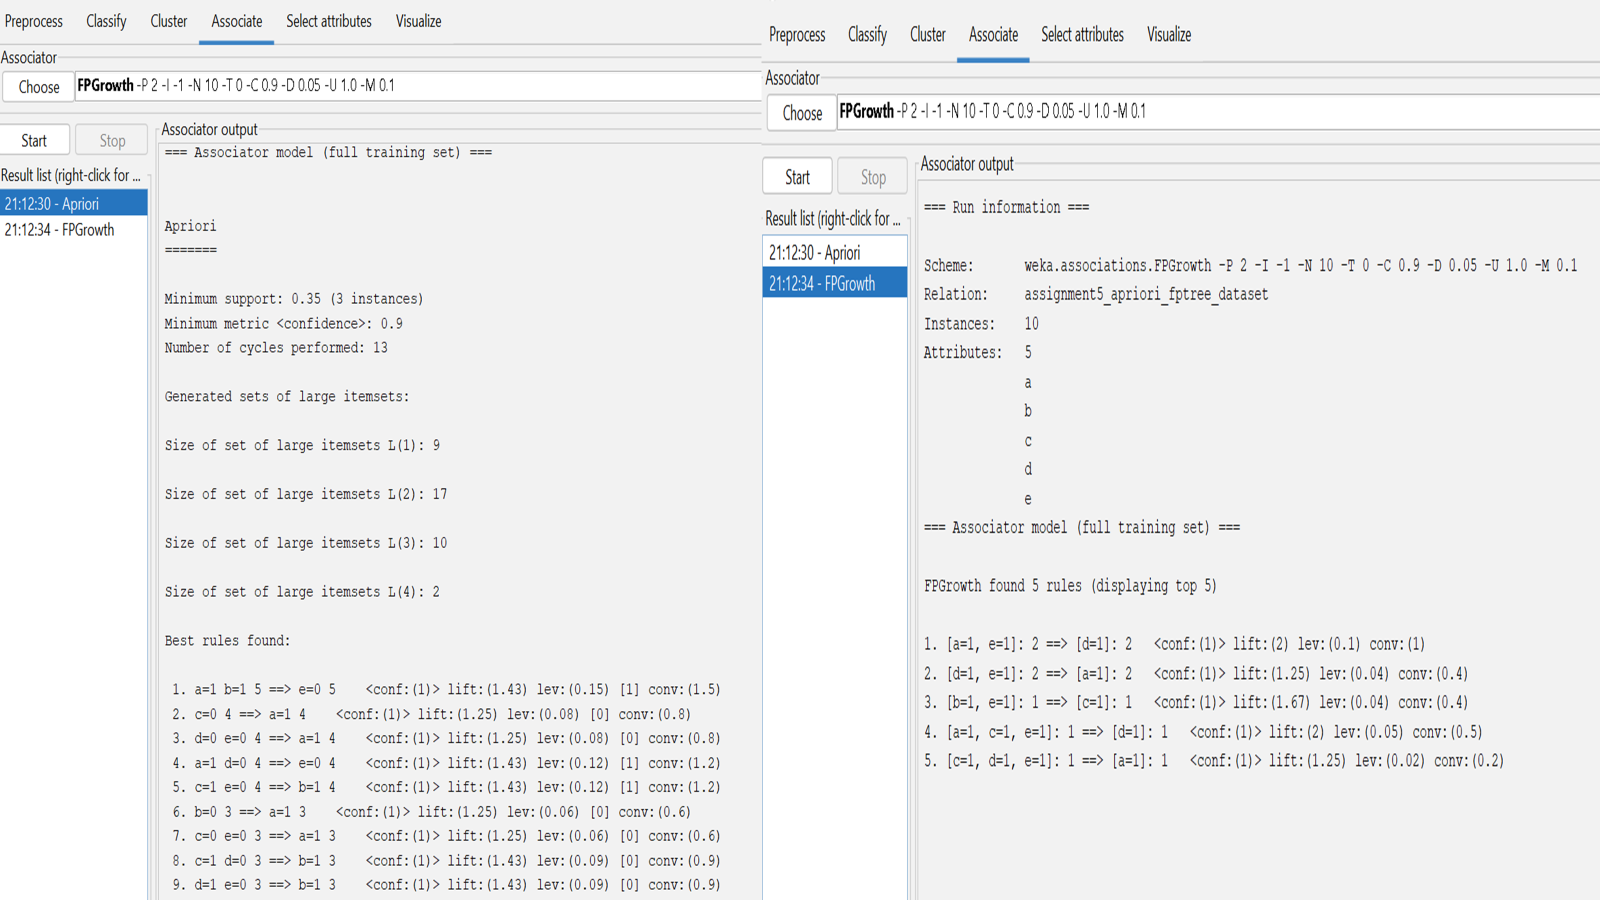 Preprocess Classify Cluster Associate Select attributes Visualize
Associator
Choose FPGrowth -P 2 -I -1 -N 10 -T 0 -C 0.9 -D 0.05 -U 1.0 -M 0.1
Start Stop
Result list (right-click for ...
21:12:30 - Apriori
21:12:34 - FPGrowth
Associator output
=== Associator model (full training set) ===
Apriori
=======
Minimum support: 0.35 (3 instances)
Minimum metric <confidence>: 0.9
Number of cycles performed: 13
Generated sets of large itemsets:
Size of set of large itemsets L(1): 9
Size of set of large itemsets L(2): 17
Size of set of large itemsets L(3): 10
Size of set of large itemsets L(4): 2
Best rules found:
1. a=1 b=1 5 ==> e=0 5 <conf:(1)> lift:(1.43) lev:(0.15) [1] conv:(1.5)
2. c=0 4 ==> a=1 4 <conf:(1)> lift:(1.25) lev:(0.08) [0] conv:(0.8)
3. d=0 e=0 4 ==> a=1 4 <conf:(1)> lift:(1.25) lev:(0.08) [0] conv:(0.8)
4. a=1 d=0 4 ==> e=0 4 <conf:(1)> lift:(1.43) lev:(0.12) [1] conv:(1.2)
5. c=1 e=0 4 ==> b=1 4 <conf:(1)> lift:(1.43) lev:(0.12) [1] conv:(1.2)
6. b=0 3 ==> a=1 3 <conf:(1)> lift:(1.25) lev:(0.06) [0] conv:(0.6)
7. c=0 e=0 3 ==> a=1 3 <conf:(1)> lift:(1.25) lev:(0.06) [0] conv:(0.6)
8. c=1 d=0 3 ==> b=1 3 <conf:(1)> lift:(1.43) lev:(0.09) [0] conv:(0.9)
9. d=1 e=0 3 ==> b=1 3 <conf:(1)> lift:(1.43) lev:(0.09) [0] conv:(0.9)
Preprocess Classify Cluster Associate Select attributes Visualize
Associator
Choose FPGrowth -P 2 -I -1 -N 10 -T 0 -C 0.9 -D 0.05 -U 1.0 -M 0.1
Start Stop
Result list (right-click for ...
21:12:30 - Apriori
21:12:34 - FPGrowth
Associator output
=== Run information ===
Scheme: weka.associations.FPGrowth -P 2 -I -1 -N 10 -T 0 -C 0.9 -D 0.05 -U 1.0 -M 0.1
Relation: assignment5_apriori_fptree_dataset
Instances: 10
Attributes: 5
a
b
c
d
e
=== Associator model (full training set) ===
FPGrowth found 5 rules (displaying top 5)
1. [a=1, e=1]: 2 ==> [d=1]: 2 <conf:(1)> lift:(2) lev:(0.1) conv:(1)
2. [d=1, e=1]: 2 ==> [a=1]: 2 <conf:(1)> lift:(1.25) lev:(0.04) conv:(0.4)
3. [b=1, e=1]: 1 ==> [c=1]: 1 <conf:(1)> lift:(1.67) lev:(0.04) conv:(0.4)
4. [a=1, c=1, e=1]: 1 ==> [d=1]: 1 <conf:(1)> lift:(2) lev:(0.05) conv:(0.5)
5. [c=1, d=1, e=1]: 1 ==> [a=1]: 1 <conf:(1)> lift:(1.25) lev:(0.02) conv:(0.2)